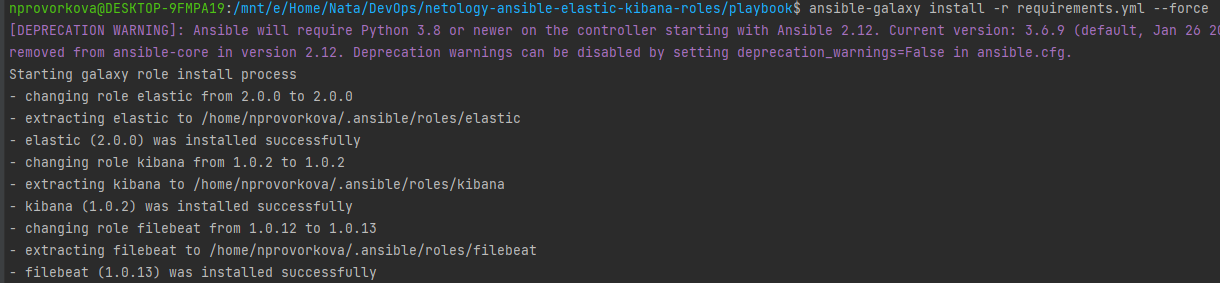 nprovorkova@DESKTOP-9FMPA19:/mnt/e/Home/Nata/DevOps/netology-ansible-elastic-kibana-roles/playbook$ ansible-galaxy install -r requirements.yml --force
[DEPRECATION WARNING]: Ansible will require Python 3.8 or newer on the controller starting with Ansible 2.12. Current version: 3.6.9 (default, Jan 26 20
removed from ansible-core in version 2.12. Deprecation warnings can be disabled by setting deprecation_warnings=False in ansible.cfg.
Starting galaxy role install process
- changing role elastic from 2.0.0 to 2.0.0
- extracting elastic to /home/nprovorkova/.ansible/roles/elastic
- elastic (2.0.0) was installed successfully
- changing role kibana from 1.0.2 to 1.0.2
- extracting kibana to /home/nprovorkova/.ansible/roles/kibana
- kibana (1.0.2) was installed successfully
- changing role filebeat from 1.0.12 to 1.0.13
- extracting filebeat to /home/nprovorkova/.ansible/roles/filebeat
- filebeat (1.0.13) was installed successfully